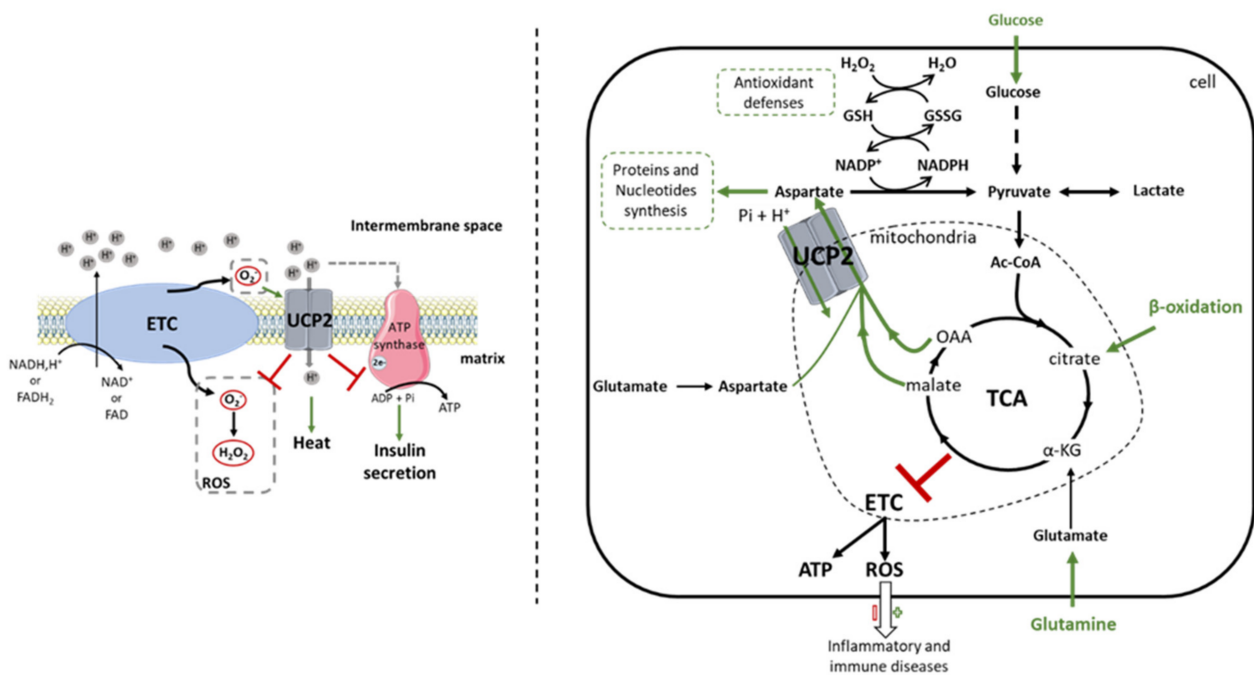 Intermembrane space
H⁺
H⁺
H⁺
H⁺
H⁺
H⁺
H⁺
H⁺
H⁺
H⁺
H⁺
H⁺
H⁺
O₂⁻
ETC
UCP2
ATP
synthase
2e⁻
matrix
NADH,H⁺
or
FADH₂
NAD⁺
or
FAD
H⁺
ADP + Pi
ATP
O₂⁻
H₂O₂
ROS
Heat
Insulin
secretion
Glucose
cell
Antioxidant
defenses
H₂O₂
H₂O
Glucose
GSH
GSSG
NADP⁺
NADPH
Proteins and
Nucleotides
synthesis
Aspartate
Pyruvate
Lactate
Pi + H⁺
UCP2
mitochondria
Ac-CoA
β-oxidation
OAA
citrate
Glutamate
Aspartate
malate
TCA
α-KG
ETC
Glutamate
ATP
ROS
Glutamine
Inflammatory and
immune diseases